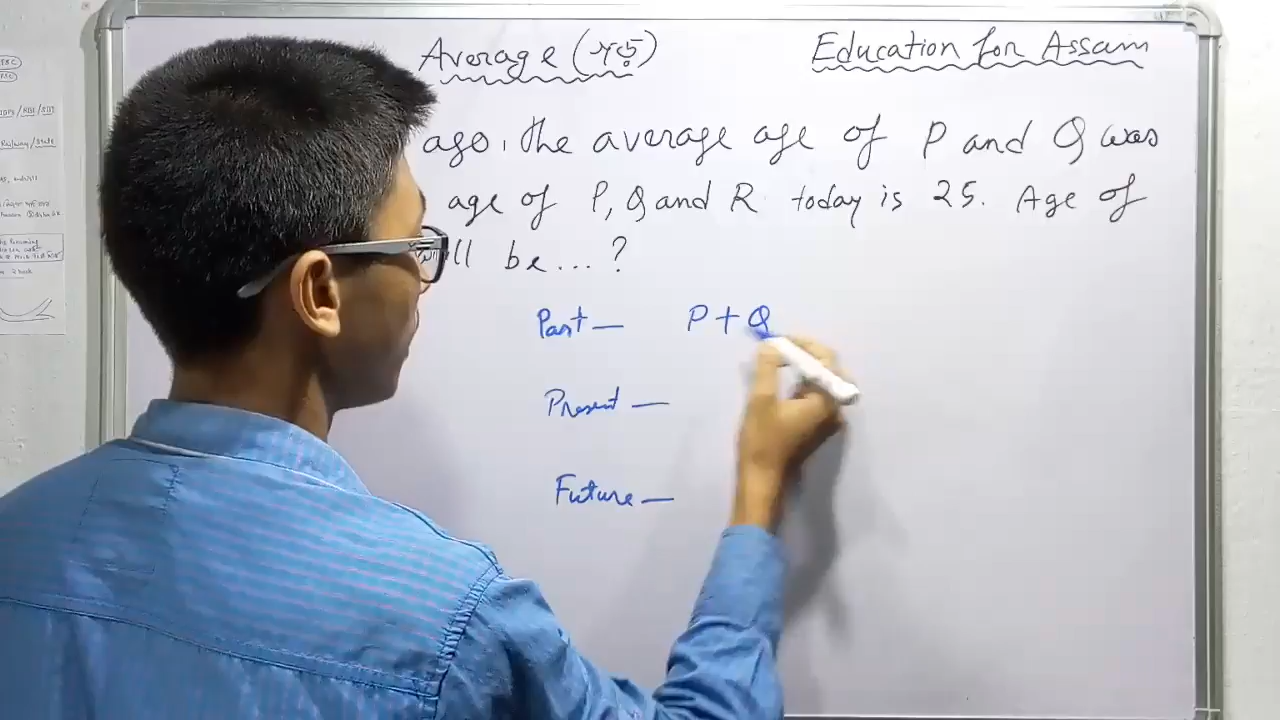 Average (গড়)
Education for Assam
ago, the average age of P and Q was
age of P, Q and R today is 25. Age of
will be...?
Past — P + Q
Present —
Future —